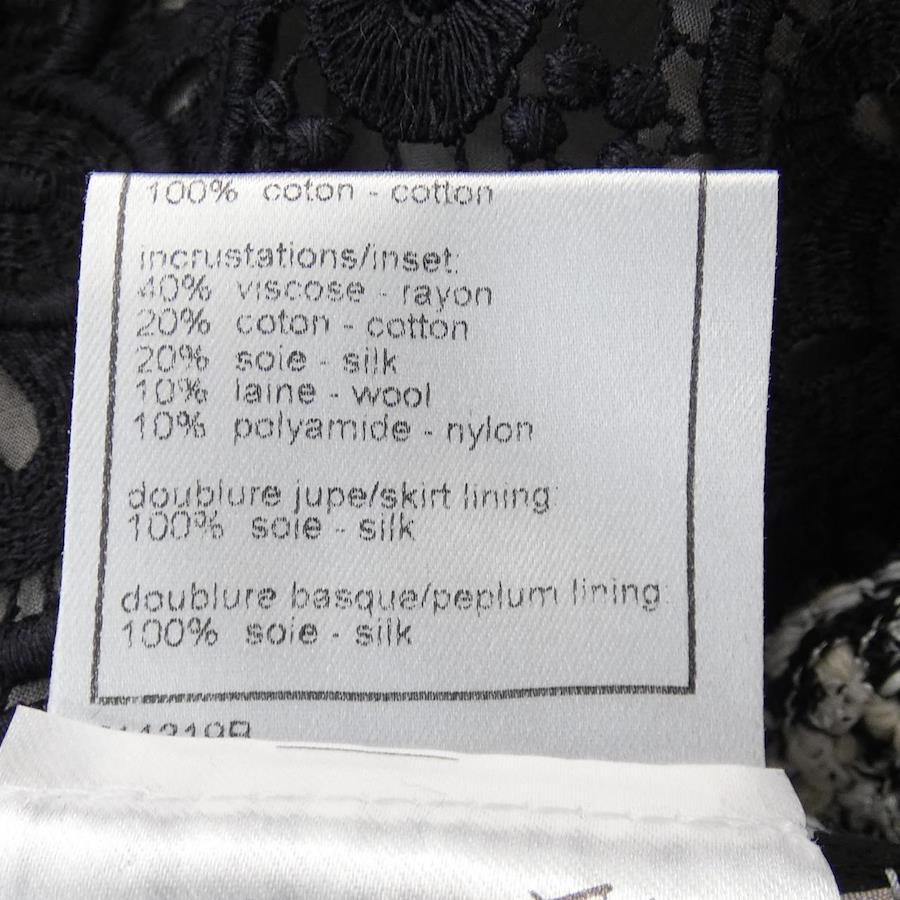 100% coton - cotton
incrustations/inset:
40% viscose - rayon
20% coton - cotton
20% soie - silk
10% laine - wool
10% polyamide - nylon
doublure jupe/skirt lining:
100% soie - silk
doublure basque/peplum lining:
100% soie - silk